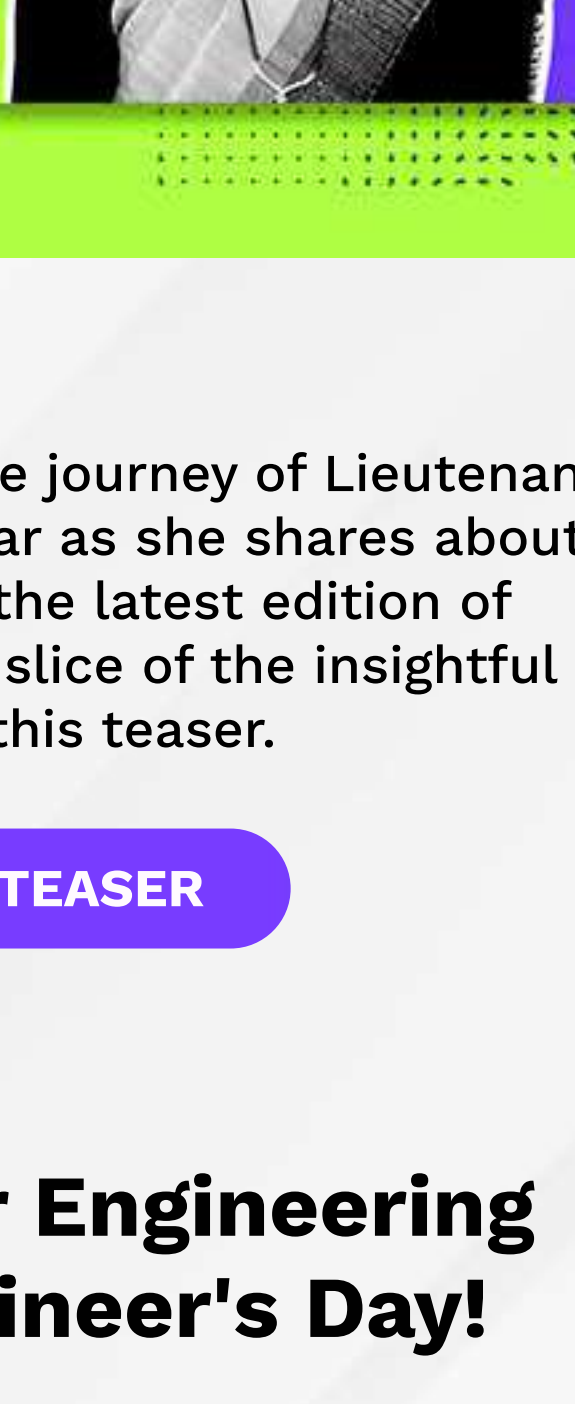 e journey of Lieutenan
ar as she shares about
the latest edition of
slice of the insightful
this teaser.
TEASER
r Engineering
ineer's Day!